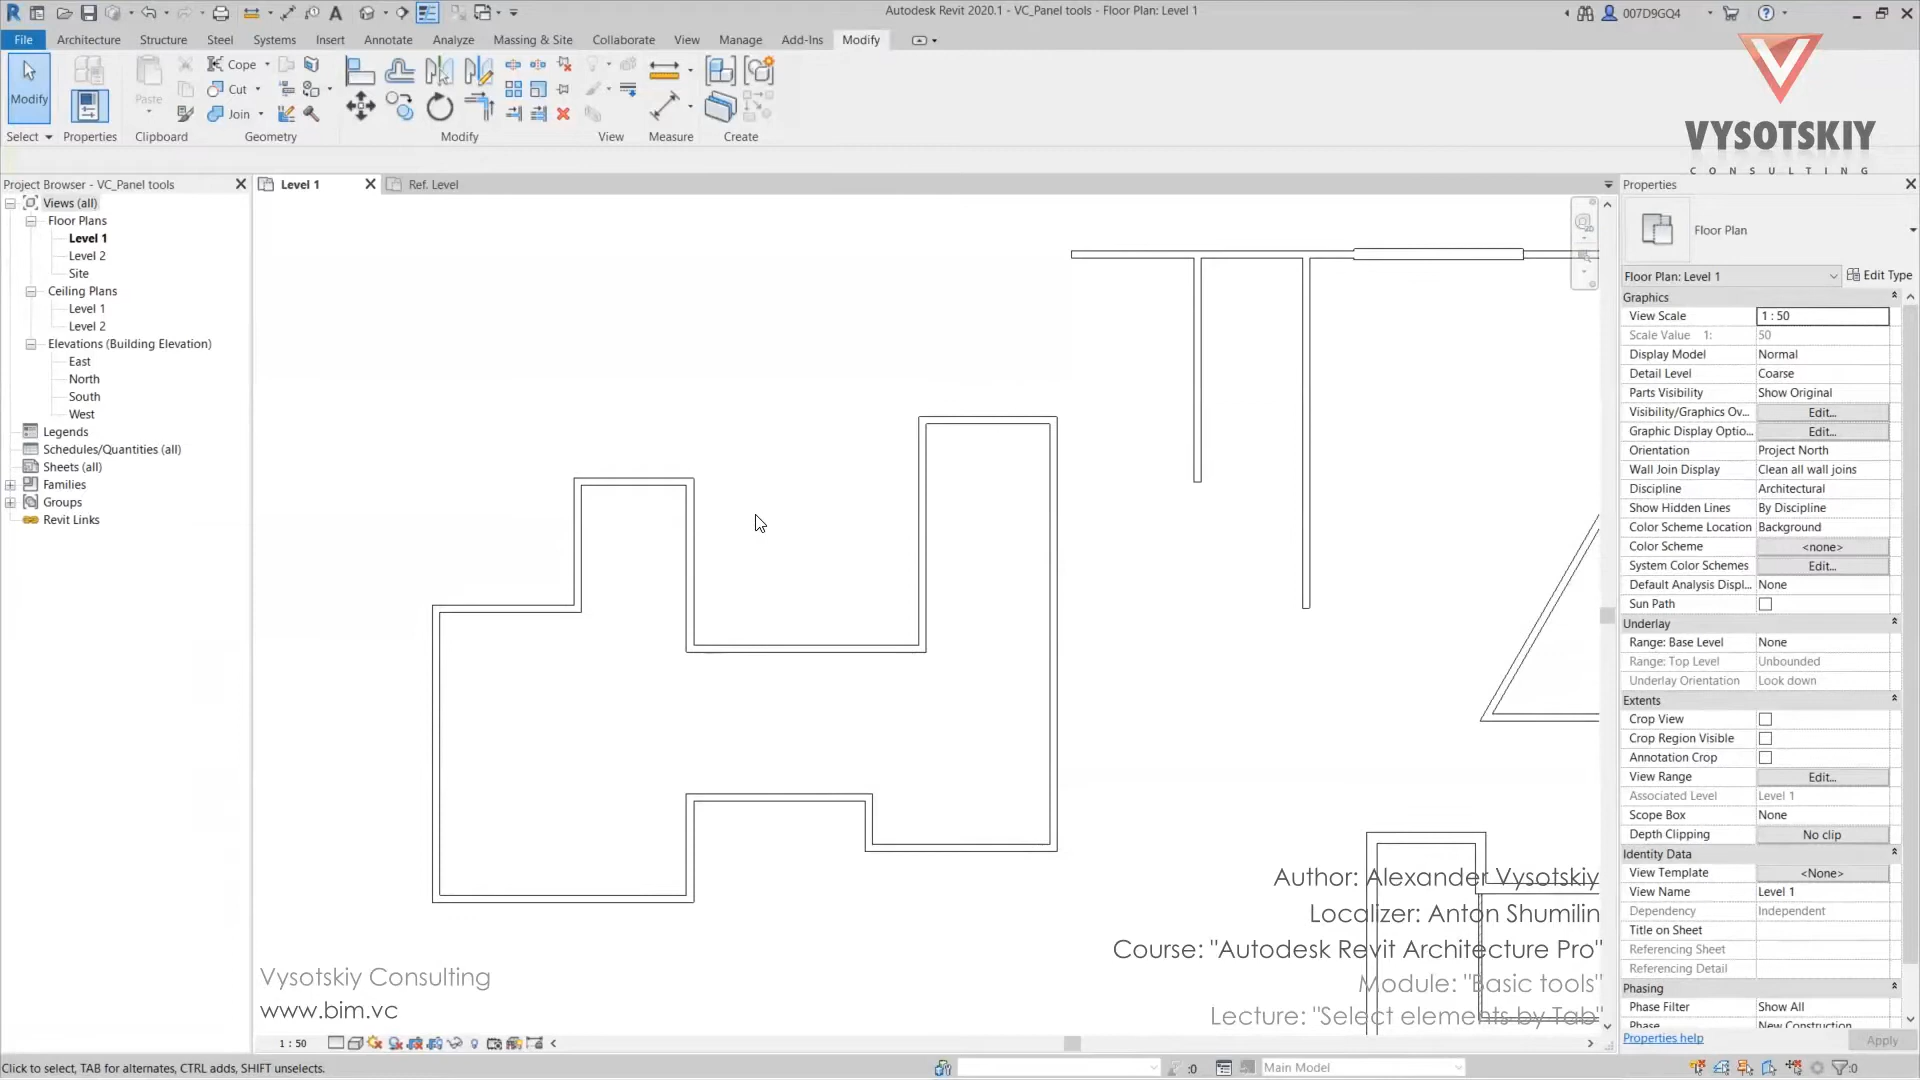 Autodesk Revit 2020.1 - VC_Panel tools - Floor Plan: Level 1
007D9GQ4
File Architecture Structure Steel Systems Insert Annotate Analyze Massing & Site Collaborate View Manage Add-Ins Modify
Modify
Paste
Cope
Cut
Join
Select Properties Clipboard Geometry Modify View Measure Create
VYSOTSKIY
CONSULTING
Project Browser - VC_Panel tools
Level 1
Ref. Level
Views (all)
Floor Plans
Level 1
Level 2
Site
Ceiling Plans
Level 1
Level 2
Elevations (Building Elevation)
East
North
South
West
Legends
Schedules/Quantities (all)
Sheets (all)
Families
Groups
Revit Links
Properties
Floor Plan
Floor Plan: Level 1 Edit Type
Graphics
View Scale 1 : 50
Scale Value 1: 50
Display Model Normal
Detail Level Coarse
Parts Visibility Show Original
Visibility/Graphics Ov... Edit...
Graphic Display Optio... Edit...
Orientation Project North
Wall Join Display Clean all wall joins
Discipline Architectural
Show Hidden Lines By Discipline
Color Scheme Location Background
Color Scheme <none>
System Color Schemes Edit...
Default Analysis Displ... None
Sun Path
Underlay
Range: Base Level None
Range: Top Level Unbounded
Underlay Orientation Look down
Extents
Crop View
Crop Region Visible
Annotation Crop
View Range Edit...
Associated Level Level 1
Scope Box None
Depth Clipping No clip
Identity Data
View Template <None>
View Name Level 1
Dependency Independent
Title on Sheet
Referencing Sheet
Referencing Detail
Phasing
Phase Filter Show All
Phase New Construction
Properties help Apply
Author: Alexander Vysotskiy
Localizer: Anton Shumilin
Course: "Autodesk Revit Architecture Pro"
Module: "Basic tools"
Lecture: "Select elements by Tab"
Vysotskiy Consulting
www.bim.vc
1 : 50
Click to select, TAB for alternates, CTRL adds, SHIFT unselects.
:0
Main Model
:0